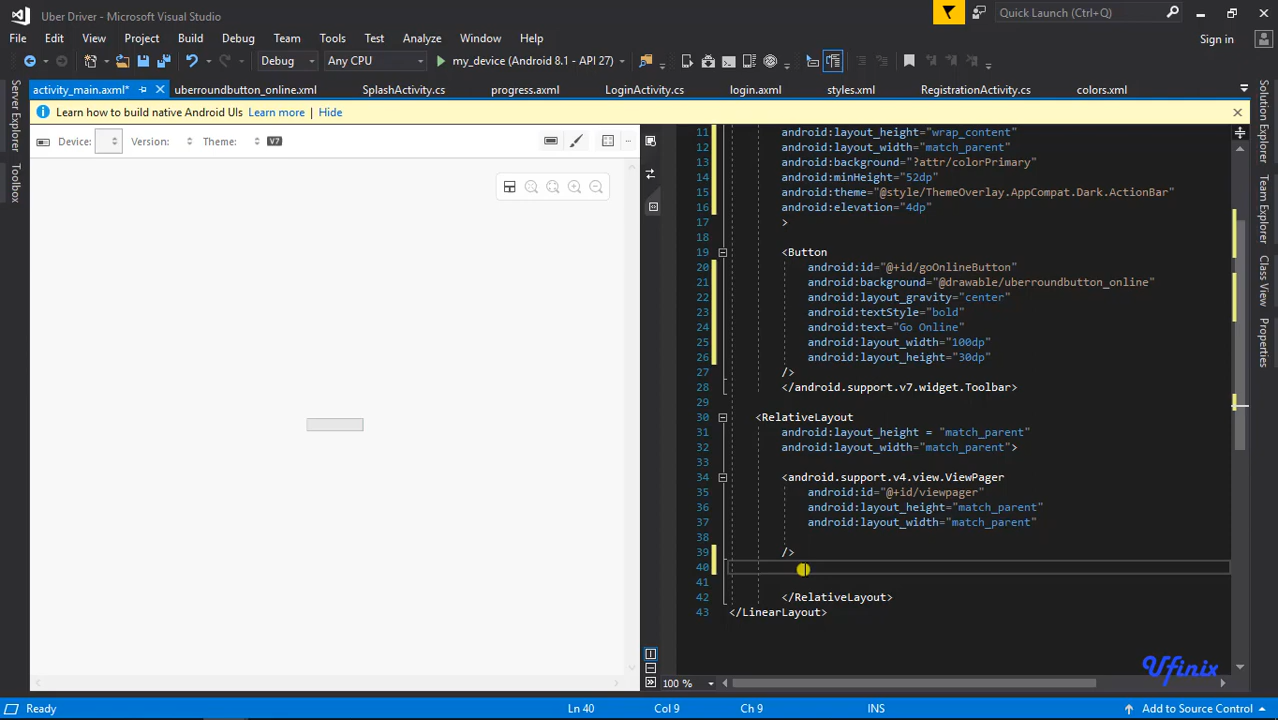 Uber Driver - Microsoft Visual Studio
Quick Launch (Ctrl+Q)
File Edit View Project Build Debug Team Tools Test Analyze Window Help
Sign in
Debug Any CPU my_device (Android 8.1 - API 27)
activity_main.axml* uberroundbutton_online.xml SplashActivity.cs progress.axml LoginActivity.cs login.axml styles.xml RegistrationActivity.cs colors.xml
Learn how to build native Android UIs Learn more Hide
Device: Version: Theme: V7
Server Explorer
Toolbox
Solution Explorer
Team Explorer
Class View
Properties
11 android:layout_height="wrap_content"
12 android:layout_width="match_parent"
13 android:background="?attr/colorPrimary"
14 android:minHeight="52dp"
15 android:theme="@style/ThemeOverlay.AppCompat.Dark.ActionBar"
16 android:elevation="4dp"
17 >
18
19 <Button
20 android:id="@+id/goOnlineButton"
21 android:background="@drawable/uberroundbutton_online"
22 android:layout_gravity="center"
23 android:textStyle="bold"
24 android:text="Go Online"
25 android:layout_width="100dp"
26 android:layout_height="30dp"
27 />
28 </android.support.v7.widget.Toolbar>
29
30 <RelativeLayout
31 android:layout_height = "match_parent"
32 android:layout_width="match_parent">
33
34 <android.support.v4.view.ViewPager
35 android:id="@+id/viewpager"
36 android:layout_height="match_parent"
37 android:layout_width="match_parent"
38
39 />
40
41
42 </RelativeLayout>
43 </LinearLayout>
Ufinix
100 %
Ready Ln 40 Col 9 Ch 9 INS Add to Source Control